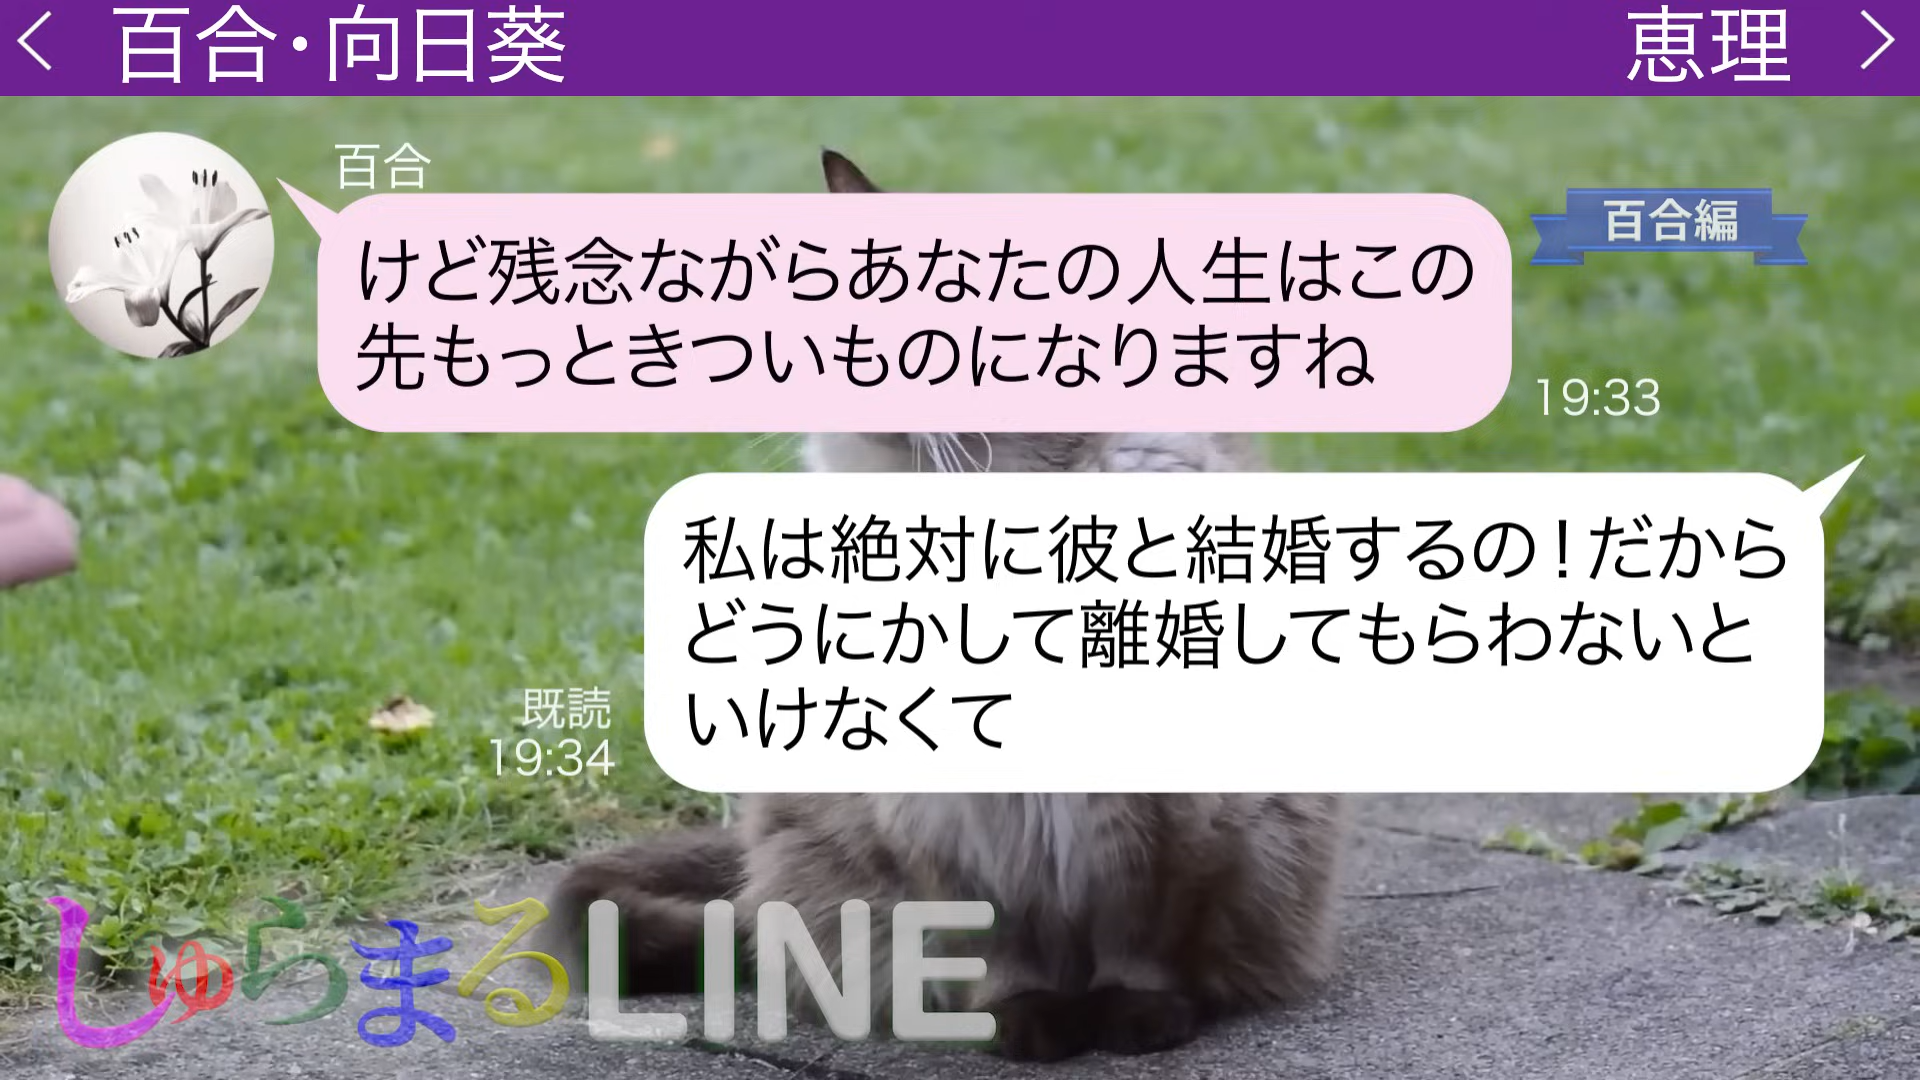 百合・向日葵
恵理
百合
百合編
けど残念ながらあなたの人生はこの
先もっときついものになりますね
19:33
私は絶対に彼と結婚するの！だから
どうにかして離婚してもらわないと
いけなくて
既読
19:34
しゅらまるLINE